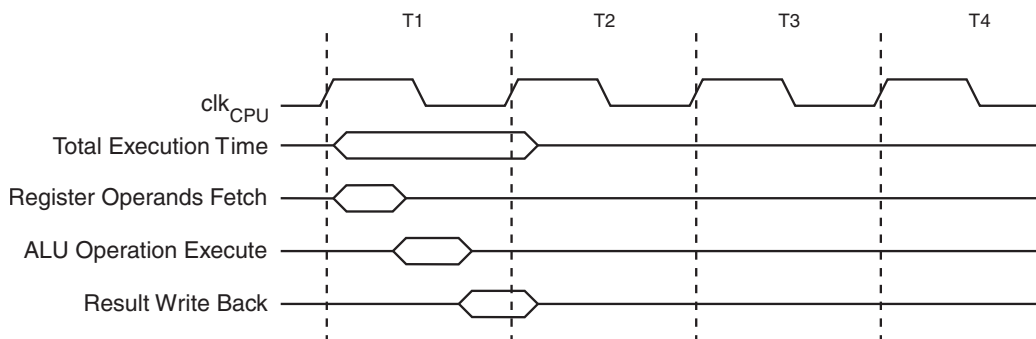 T1 T2 T3 T4
clkCPU
Total Execution Time
Register Operands Fetch
ALU Operation Execute
Result Write Back